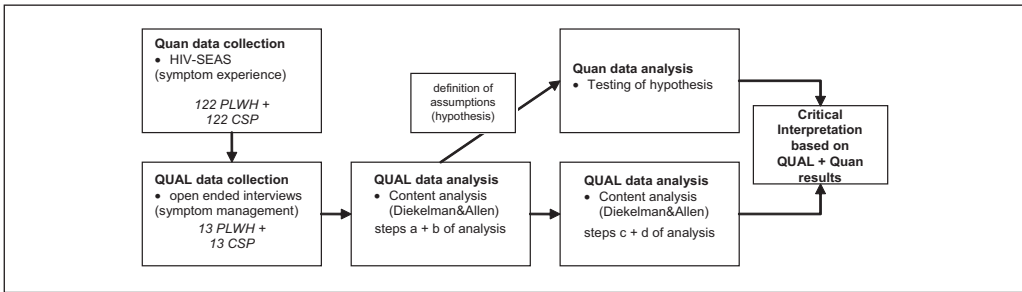 Quan data collection
• HIV-SEAS
(symptom experience)
122 PLWH +
122 CSP
QUAL data collection
• open ended interviews
(symptom management)
13 PLWH +
13 CSP
QUAL data analysis
• Content analysis
(Diekelman&Allen)
steps a + b of analysis
definition of
assumptions
(hypothesis)
Quan data analysis
• Testing of hypothesis
QUAL data analysis
• Content analysis
(Diekelman&Allen)
steps c + d of analysis
Critical
Interpretation
based on
QUAL + Quan
results